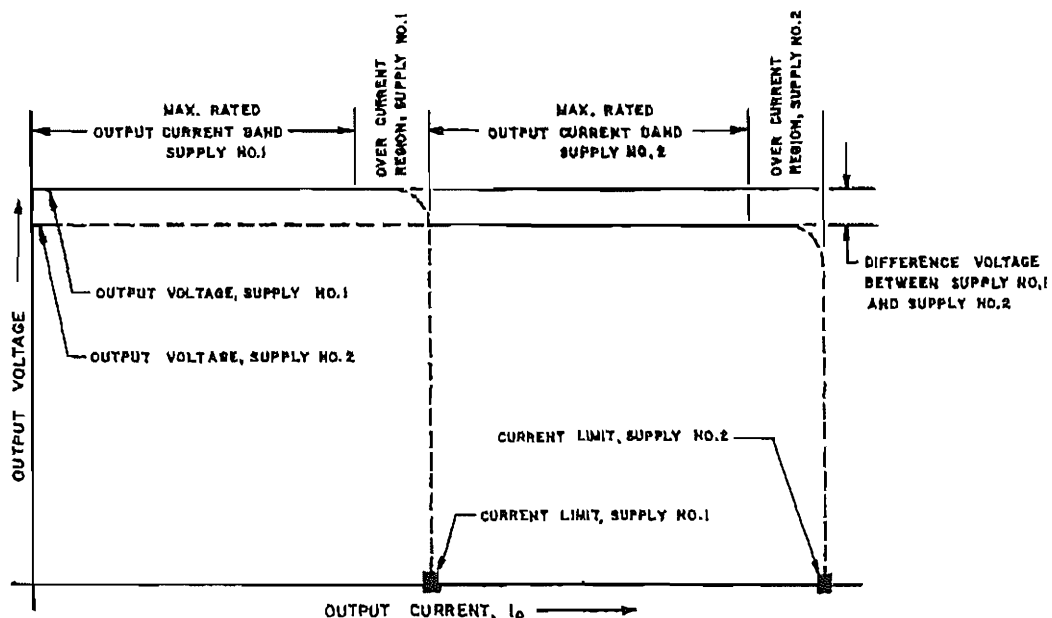 MAX. RATED
OUTPUT CURRENT BAND
SUPPLY NO.1
OVER CURRENT
REGION, SUPPLY NO.1
MAX. RATED
OUTPUT CURRENT BAND
SUPPLY NO.2
OVER CURRENT
REGION, SUPPLY NO.2
OUTPUT VOLTAGE
OUTPUT VOLTAGE, SUPPLY NO.1
OUTPUT VOLTAGE, SUPPLY NO.2
DIFFERENCE VOLTAGE
BETWEEN SUPPLY NO.1
AND SUPPLY NO.2
CURRENT LIMIT, SUPPLY NO.2
CURRENT LIMIT, SUPPLY NO.1
OUTPUT CURRENT, Io